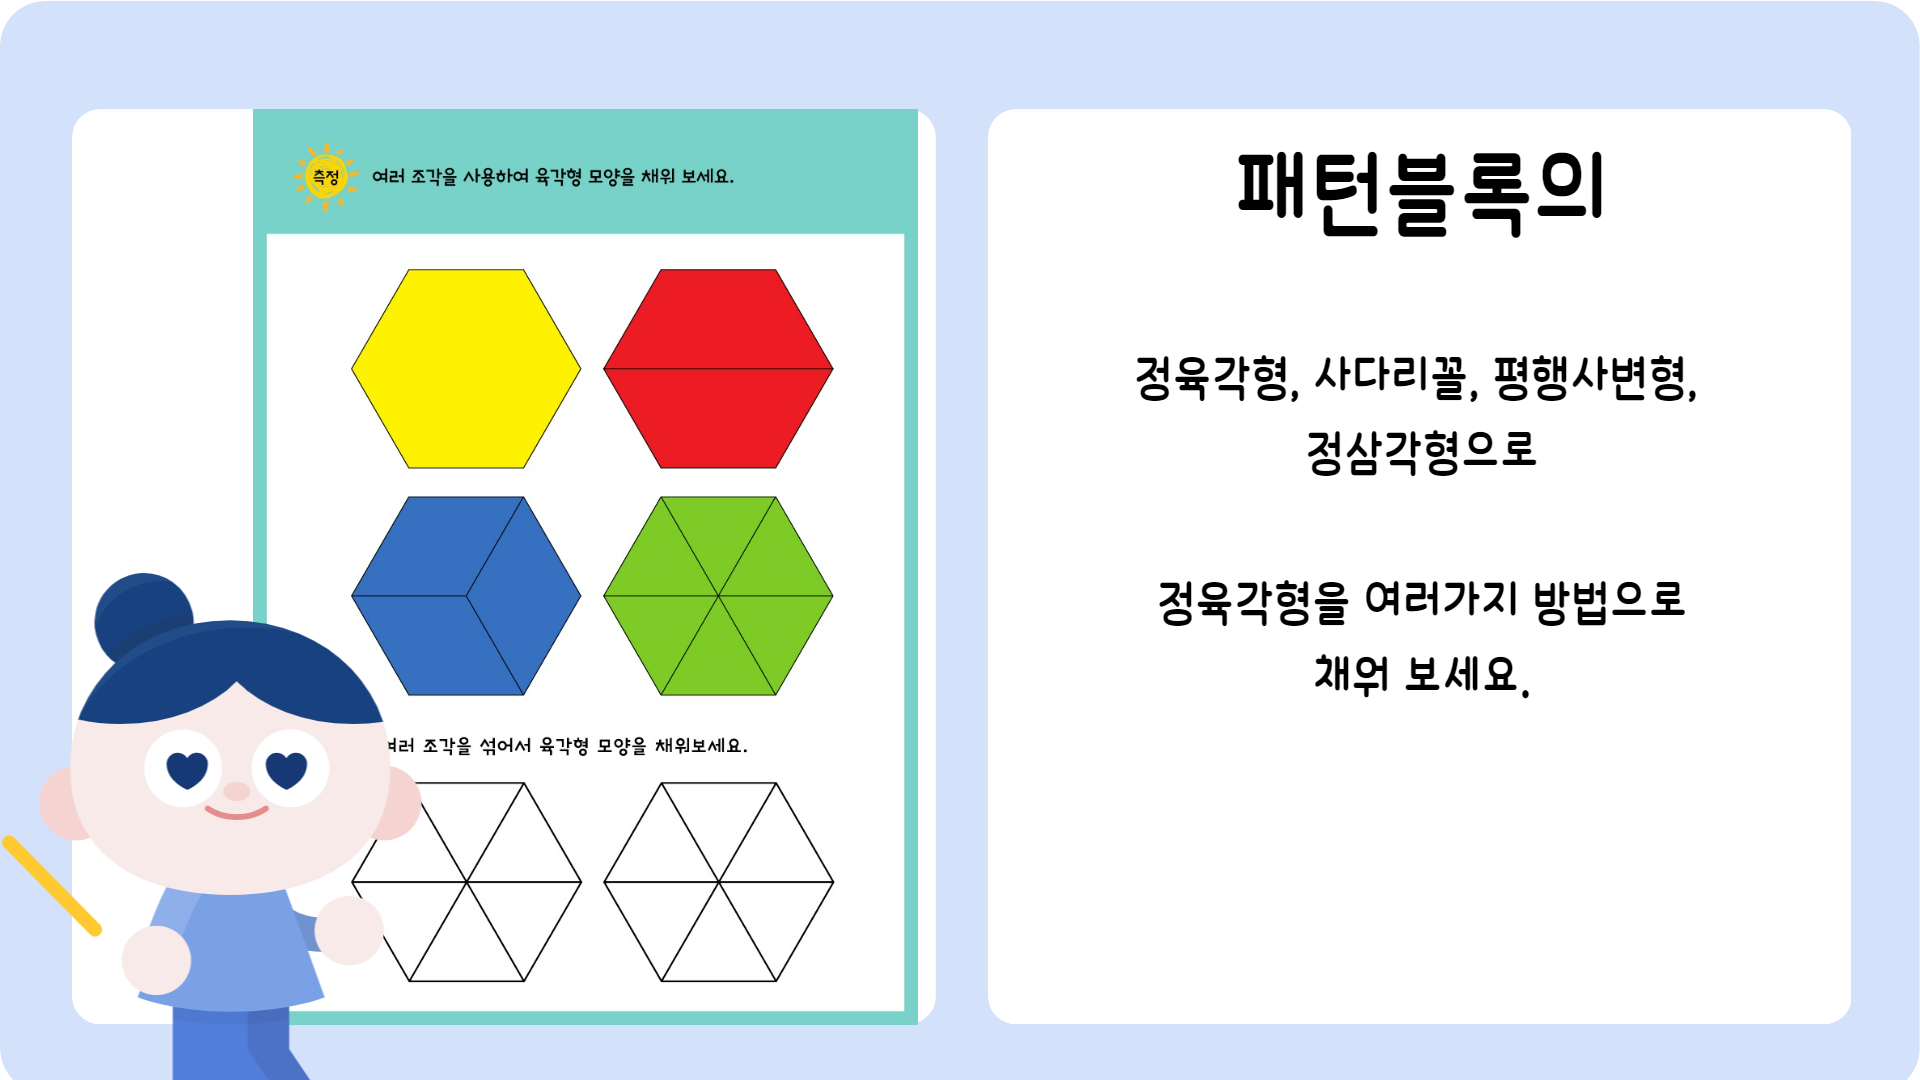 측정
여러 조각을 사용하여 육각형 모양을 채워 보세요.
러 조각을 섞어서 육각형 모양을 채워보세요.
패턴블록의
정육각형, 사다리꼴, 평행사변형,
정삼각형으로
정육각형을 여러가지 방법으로
채워 보세요.